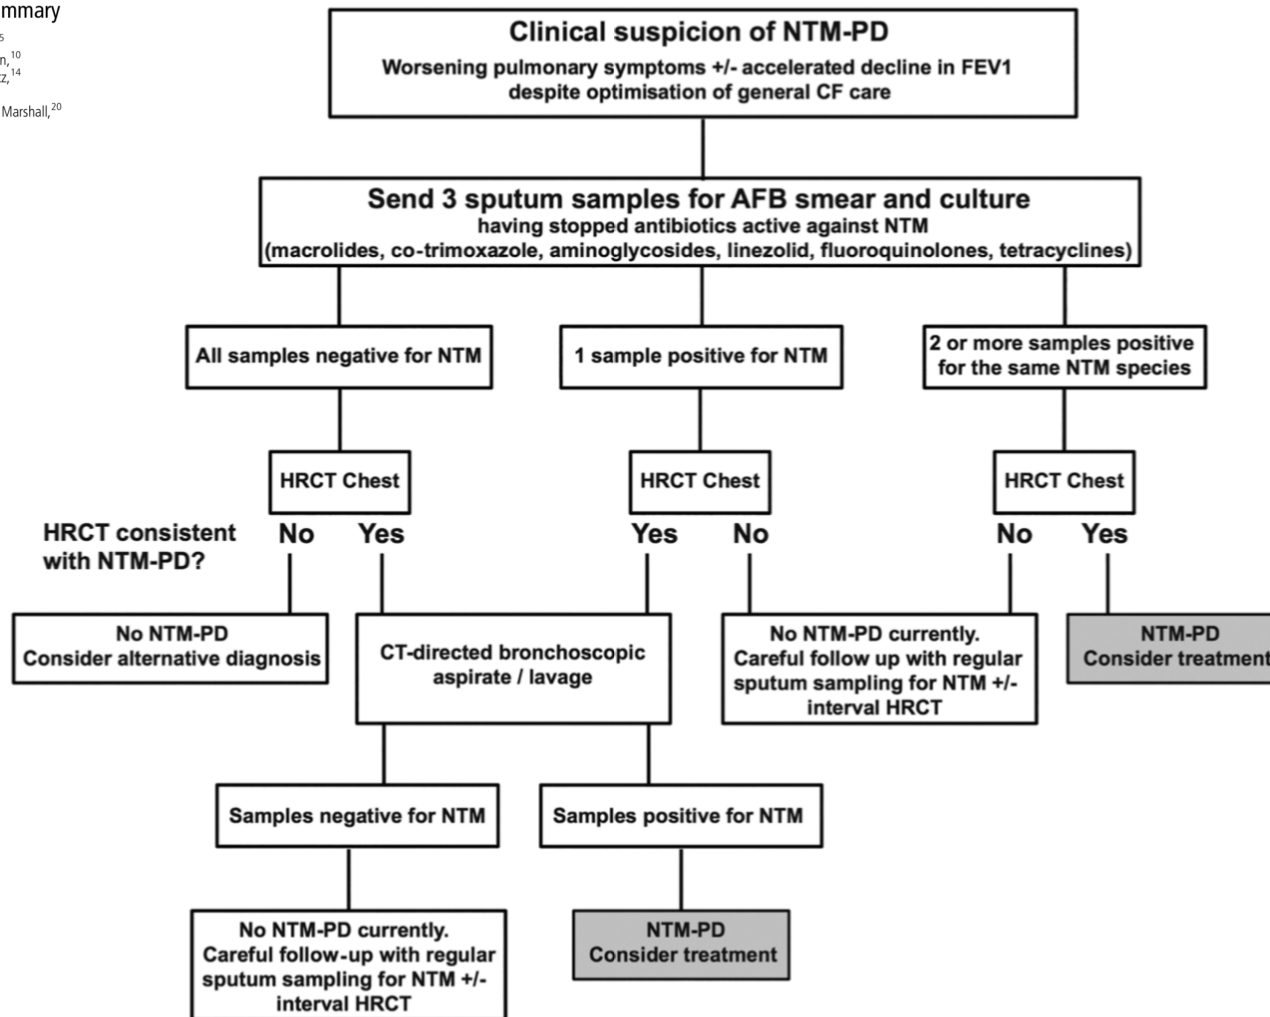 mmary
5
n,10
tz,14
Marshall,20
Clinical suspicion of NTM-PD
Worsening pulmonary symptoms +/- accelerated decline in FEV1
despite optimisation of general CF care
Send 3 sputum samples for AFB smear and culture
having stopped antibiotics active against NTM
(macrolides, co-trimoxazole, aminoglycosides, linezolid, fluoroquinolones, tetracyclines)
All samples negative for NTM
1 sample positive for NTM
2 or more samples positive
for the same NTM species
HRCT Chest
HRCT Chest
HRCT Chest
HRCT consistent
with NTM-PD?
No
Yes
Yes
No
No
Yes
No NTM-PD
Consider alternative diagnosis
CT-directed bronchoscopic
aspirate / lavage
No NTM-PD currently.
Careful follow up with regular
sputum sampling for NTM +/-
interval HRCT
NTM-PD
Consider treatment
Samples negative for NTM
Samples positive for NTM
No NTM-PD currently.
Careful follow-up with regular
sputum sampling for NTM +/-
interval HRCT
NTM-PD
Consider treatment